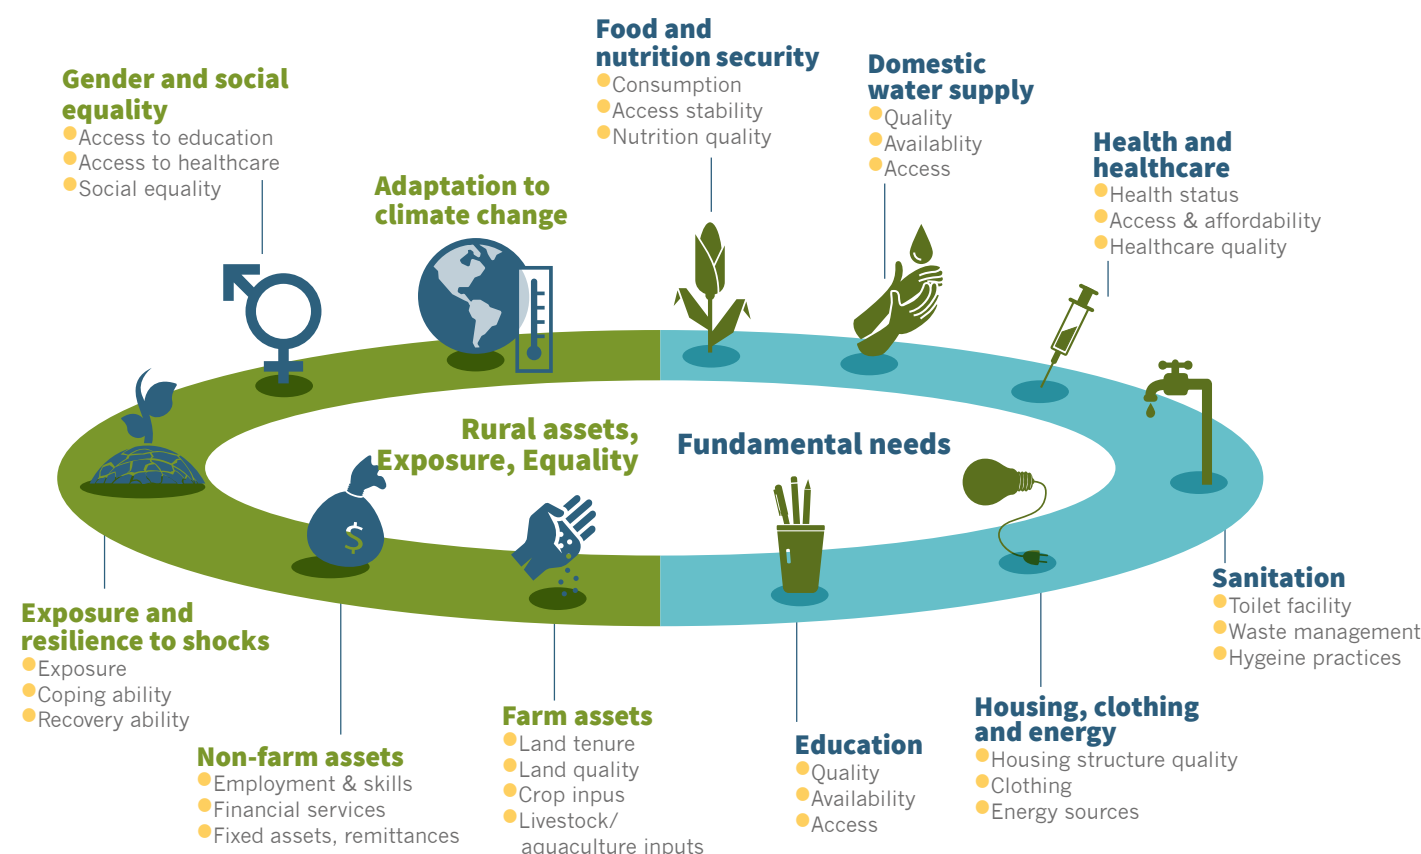 Food and
nutrition security
Consumption
Access stability
Nutrition quality
Domestic
water supply
Quality
Availablity
Access
Gender and social
equality
Access to education
Access to healthcare
Social equality
Health and
healthcare
Health status
Access & affordability
Healthcare quality
Adaptation to
climate change
Rural assets,
Exposure, Equality
Fundamental needs
$
Exposure and
resilience to shocks
Exposure
Coping ability
Recovery ability
Non-farm assets
Employment & skills
Financial services
Fixed assets, remittances
Farm assets
Land tenure
Land quality
Crop inpus
Livestock/
aquaculture inputs
Education
Quality
Availability
Access
Housing, clothing
and energy
Housing structure quality
Clothing
Energy sources
Sanitation
Toilet facility
Waste management
Hygeine practices